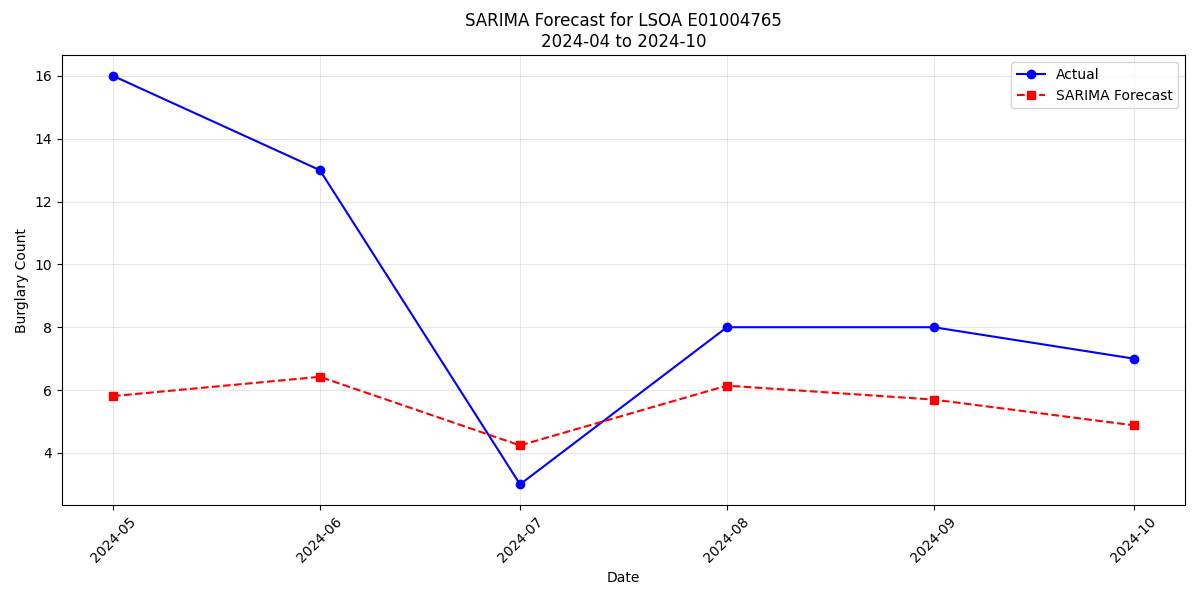 SARIMA Forecast for LSOA E01004765
2024-04 to 2024-10
Actual
SARIMA Forecast
Burglary Count
16
14
12
10
8
6
4
2024-05
2024-06
2024-07
2024-08
2024-09
2024-10
Date